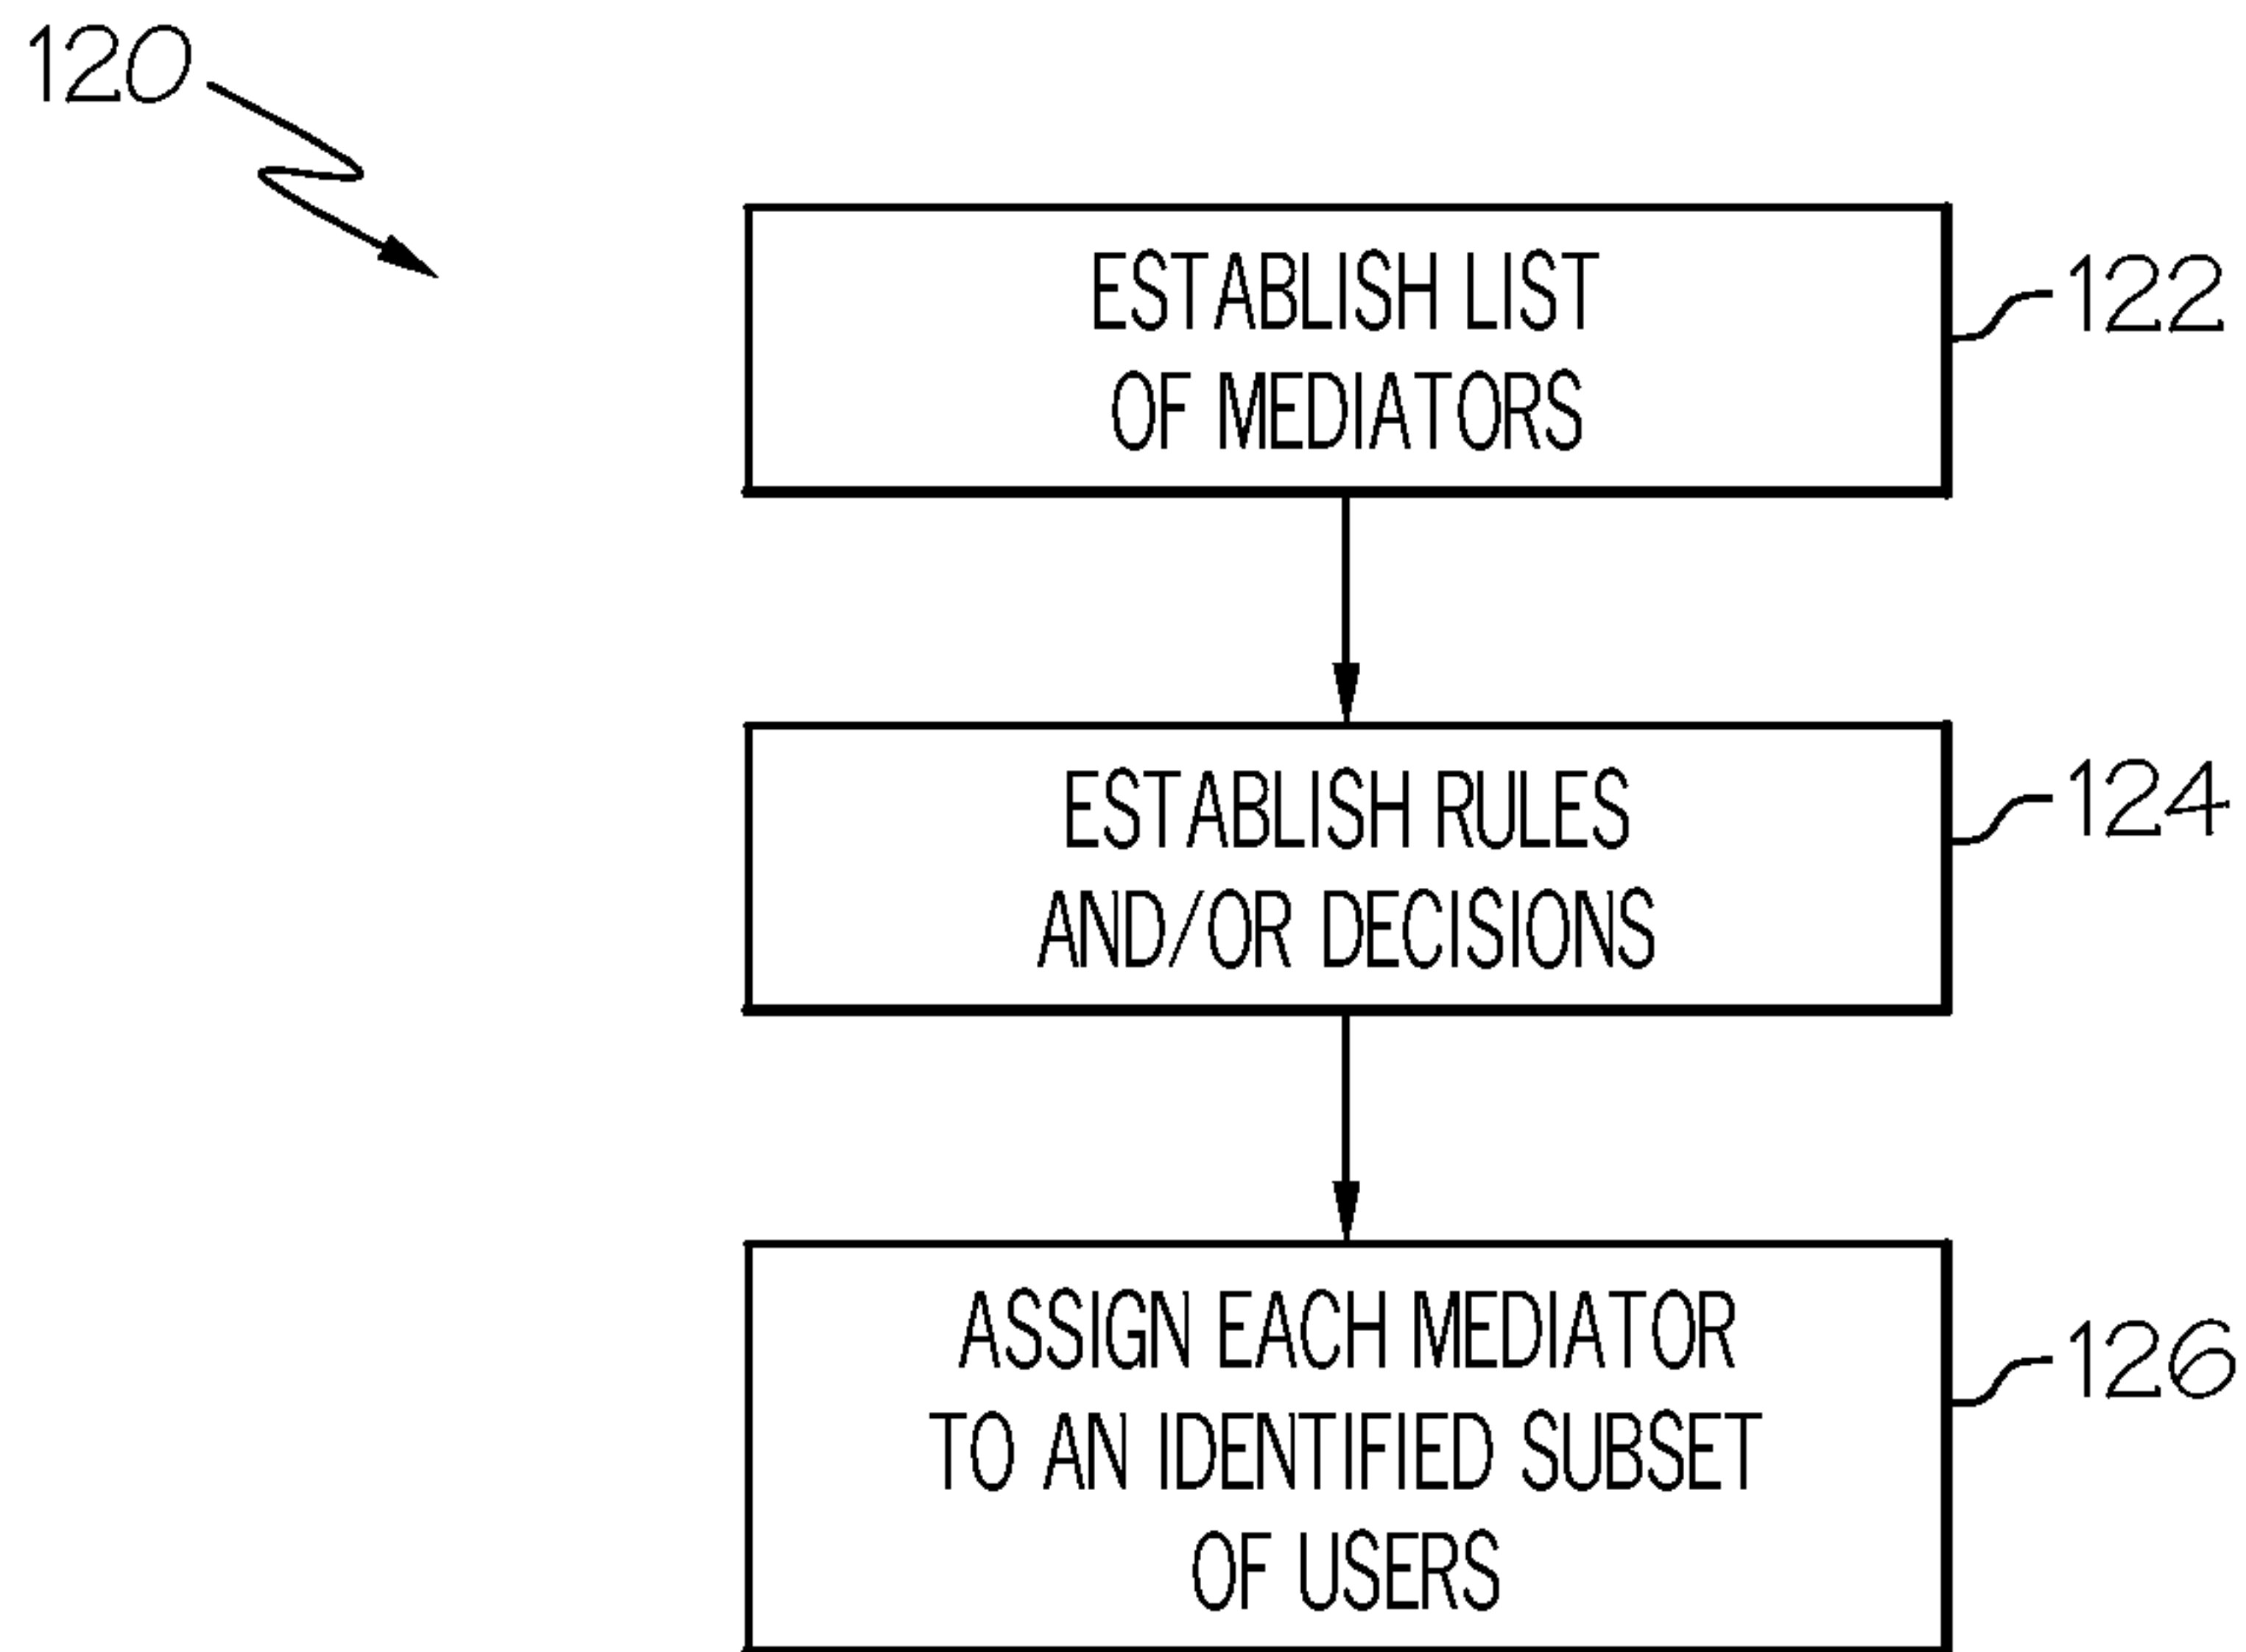 120
ESTABLISH LIST
OF MEDIATORS
122
ESTABLISH RULES
AND/OR DECISIONS
124
ASSIGN EACH MEDIATOR
TO AN IDENTIFIED SUBSET
OF USERS
126